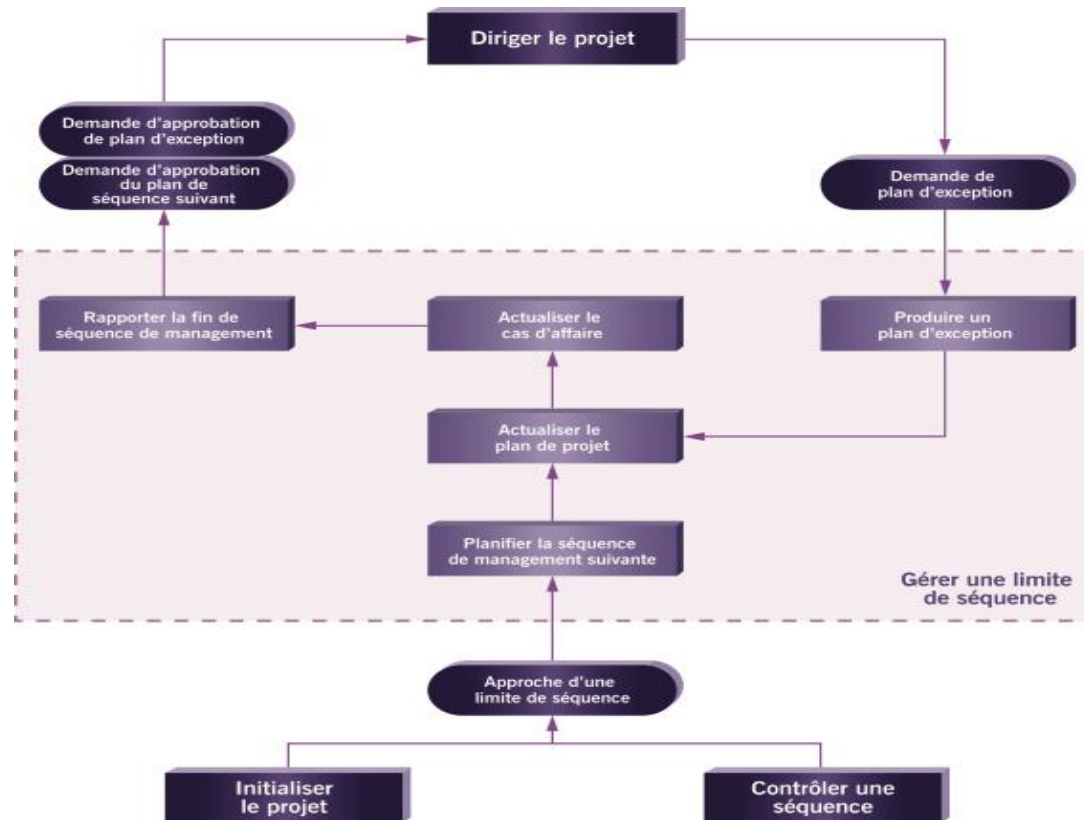 Diriger le projet
Demande d'approbation
de plan d'exception
Demande d'approbation
du plan de
séquence suivant
Demande de
plan d'exception
Rapporter la fin de
séquence de management
Actualiser le
cas d'affaire
Produire un
plan d'exception
Actualiser le
plan de projet
Planifier la séquence
de management suivante
Gérer une limite
de séquence
Approche d'une
limite de séquence
Initialiser
le projet
Contrôler une
séquence